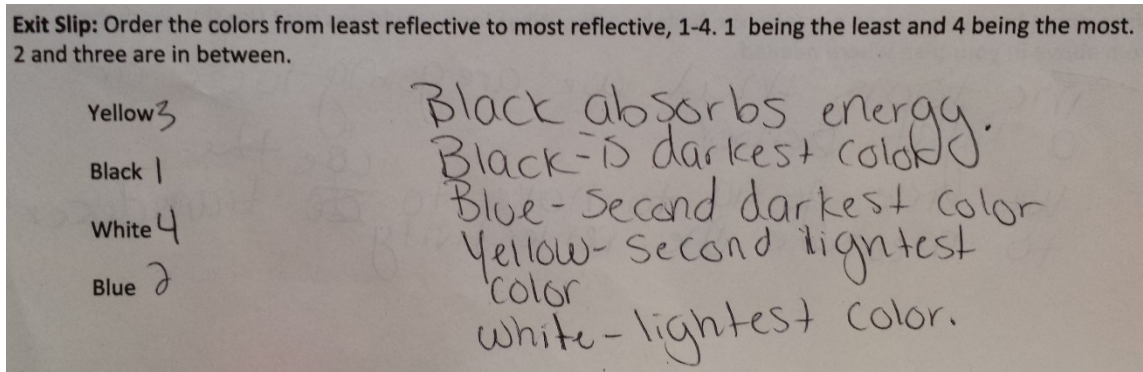 Exit Slip: Order the colors from least reflective to most reflective, 1-4. 1 being the least and 4 being the most.
2 and three are in between.
Yellow 3
Black 1
White 4
Blue 2
Black absorbs energy.
Black-is darkest color
Blue-Second darkest color
Yellow-second lightest
color
white-lightest color.